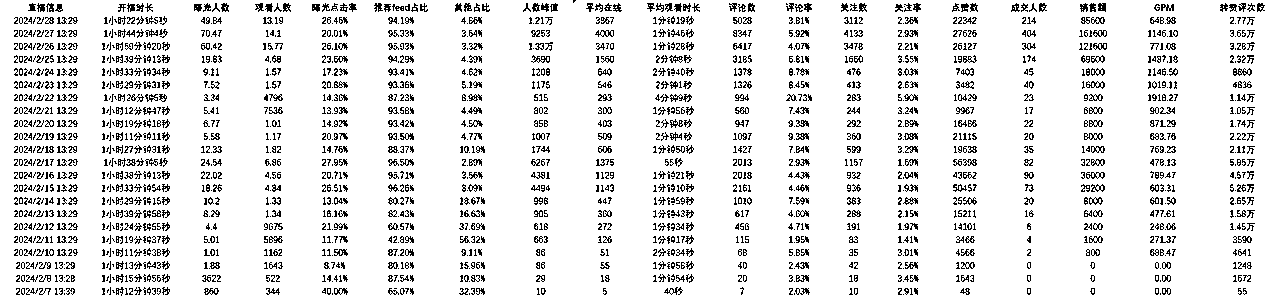 直播信息 开播时长 曝光人数 观看人数 曝光点击率 推荐feed占比 其他占比 人数峰值 平均在线 平均观看时长 评论数 评论率 关注数 关注率 点赞数 成交人数 销售额 GPM 转赞评次数
2024/2/28 13:29 1小时22分钟5秒 49.84 13.19 26.46% 94.19% 4.66% 1.21万 3867 1分钟19秒 5028 3.81% 3112 2.36% 22342 214 85600 648.98 2.77万
2024/2/27 13:29 1小时44分钟4秒 70.47 14.1 20.01% 95.33% 3.64% 9253 4000 1分钟46秒 8347 5.92% 4133 2.93% 27626 404 161600 1146.10 3.65万
2024/2/26 13:29 1小时59分钟20秒 60.42 15.77 26.10% 95.93% 3.32% 1.33万 3470 1分钟28秒 6417 4.07% 3478 2.21% 26127 304 121600 771.08 3.28万
2024/2/25 13:29 1小时39分钟13秒 19.83 4.68 23.60% 94.29% 4.39% 3690 1560 2分钟8秒 3185 6.81% 1660 3.55% 19883 174 69600 1487.18 2.32万
2024/2/24 13:29 1小时33分钟34秒 9.11 1.57 17.23% 93.41% 4.62% 1208 640 2分钟40秒 1378 8.78% 476 3.03% 7403 45 18000 1146.50 8860
2024/2/23 13:29 1小时29分钟31秒 7.52 1.57 20.88% 93.36% 5.19% 1175 546 2分钟1秒 1326 8.45% 413 2.63% 3482 40 16000 1019.11 4836
2024/2/22 13:29 1小时26分钟5秒 3.34 4796 14.36% 87.23% 8.98% 515 293 4分钟9秒 994 20.73% 283 5.90% 10429 23 9200 1918.27 1.14万
2024/2/21 13:29 1小时12分钟47秒 5.41 7536 13.93% 93.58% 4.49% 802 300 1分钟56秒 560 7.43% 244 3.24% 9967 17 6800 902.34 1.05万
2024/2/20 13:29 1小时19分钟16秒 6.77 1.01 14.92% 93.42% 4.50% 858 403 2分钟8秒 947 9.38% 292 2.89% 16486 22 8800 871.29 1.74万
2024/2/19 13:29 1小时11分钟11秒 5.58 1.17 20.97% 93.50% 4.77% 1007 509 2分钟4秒 1097 9.38% 360 3.08% 21115 20 8000 683.76 2.22万
2024/2/18 13:29 1小时27分钟31秒 12.33 1.82 14.76% 88.37% 10.19% 1744 606 1分钟50秒 1427 7.84% 599 3.29% 19638 35 14000 769.23 2.11万
2024/2/17 13:29 1小时38分钟5秒 24.54 6.86 27.95% 96.50% 2.89% 6267 1375 55秒 2013 2.93% 1157 1.69% 56398 82 32800 478.13 5.85万
2024/2/16 13:29 1小时38分钟13秒 22.02 4.56 20.71% 95.71% 3.56% 4381 1129 1分钟21秒 2018 4.43% 932 2.04% 43662 90 36000 789.47 4.57万
2024/2/15 13:29 1小时33分钟54秒 18.26 4.84 26.51% 96.26% 3.09% 4494 1143 1分钟10秒 2161 4.46% 936 1.93% 50457 73 29200 603.31 5.26万
2024/2/14 13:29 1小时29分钟15秒 10.2 1.33 13.04% 80.27% 18.67% 998 447 1分钟59秒 1010 7.59% 383 2.88% 25506 20 8000 601.50 2.65万
2024/2/13 13:29 1小时39分钟58秒 8.29 1.34 16.16% 82.43% 16.63% 905 360 1分钟43秒 617 4.60% 288 2.15% 15211 16 6400 477.61 1.58万
2024/2/12 13:29 1小时24分钟55秒 4.4 9675 21.99% 60.57% 37.69% 618 272 1分钟34秒 456 4.71% 191 1.97% 14101 6 2400 248.06 1.45万
2024/2/11 13:29 1小时19分钟37秒 5.01 5896 11.77% 42.89% 56.32% 663 126 1分钟17秒 115 1.95% 83 1.41% 3466 4 1600 271.37 3590
2024/2/10 13:29 1小时11分钟38秒 1.01 1162 11.50% 87.20% 9.11% 86 51 2分钟34秒 68 5.85% 35 3.01% 4566 2 800 688.47 4641
2024/2/9 13:29 1小时13分钟43秒 1.88 1643 8.74% 80.16% 15.96% 86 55 1分钟58秒 40 2.43% 42 2.56% 1200 0 0 0.00 1248
2024/2/8 13:28 1小时15分钟56秒 3622 522 14.41% 87.54% 10.83% 29 18 1分钟54秒 20 3.83% 18 3.45% 1643 0 0 0.00 1672
2024/2/7 13:39 1小时12分钟39秒 860 344 40.00% 65.07% 32.39% 10 5 40秒 7 2.03% 10 2.91% 48 0 0 0.00 55